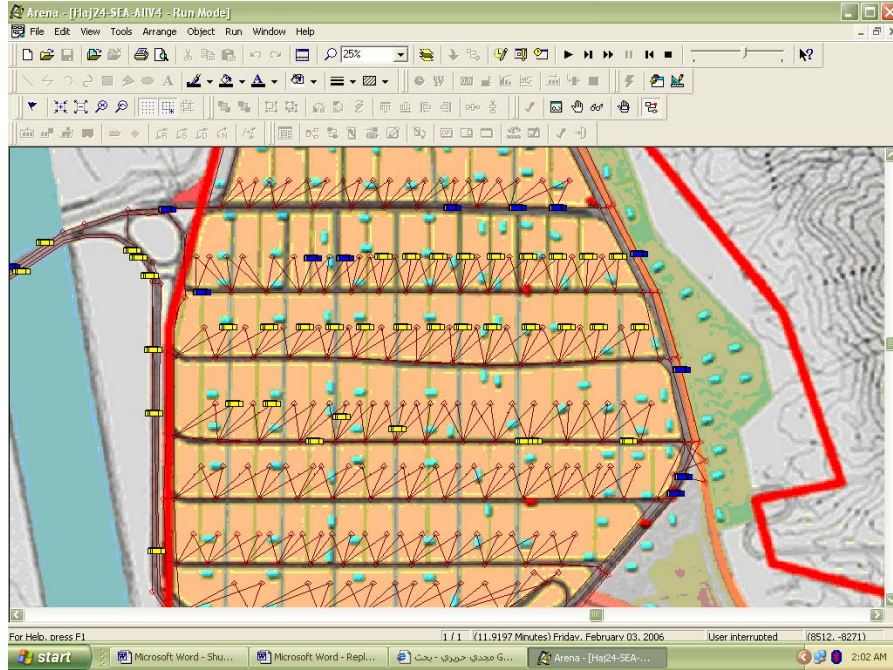 Arena - [Haj24-SEA-AllV4 - Run Mode]
File Edit View Tools Arrange Object Run Window Help
25%
For Help, press F1
1 / 1 (11.9197 Minutes) Friday, February 03, 2006 User interrupted (8512, -8271)
start Microsoft Word - Shu... Microsoft Word - Repl... مجدي حريري - بحث G... Arena - [Haj24-SEA-... 2:02 AM